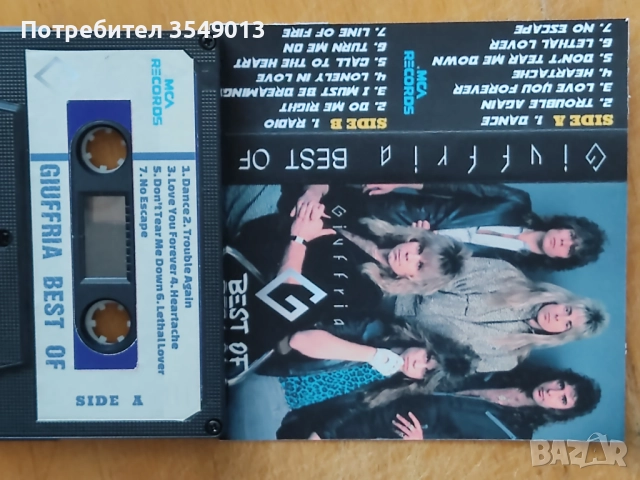 Потребител 3549013
MCA
RECORDS
1.Dance 2.Trouble Again
3.Love You Forever 4.Heartache
5.Don't Tear Me Down 6.Lethal Lover
7.No Escape
GIUFFRIA BEST OF
SIDE A
SIDE A 1. DANCE
2. TROUBLE AGAIN
3. LOVE YOU FOREVER
4. HEARTACHE
5. DON'T TEAR ME DOWN
6. LETHAL LOVER
7. NO ESCAPE
MCA
RECORDS
SIDE B 1. RADIO
2. DO ME RIGHT
3. I MUST BE DREAMING
4. LONELY IN LOVE
5. CALL TO THE HEART
6. TURN ME ON
7. LINE OF FIRE
Giuffria BEST OF
Giuffria
G
BEST OF
BAZAR